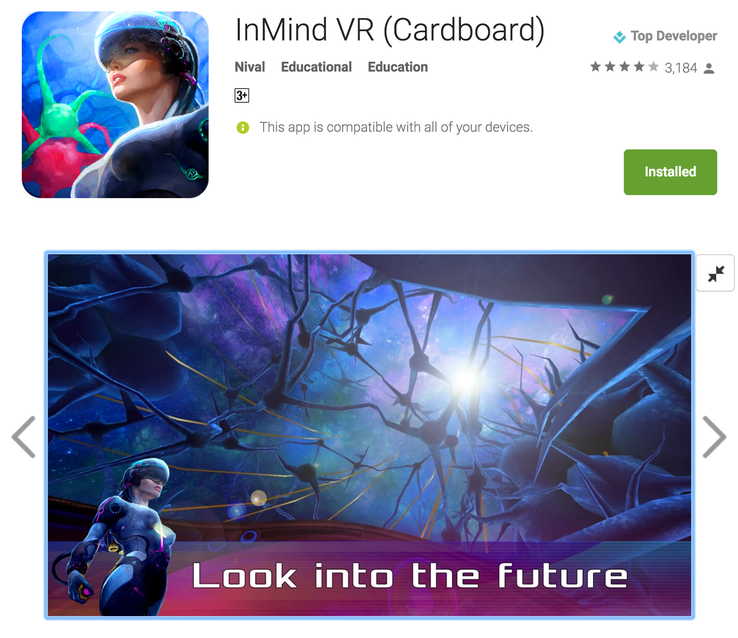 InMind VR (Cardboard)
Top Developer
Nival Educational Education
3,184
3+
This app is compatible with all of your devices.
Installed
Look into the future